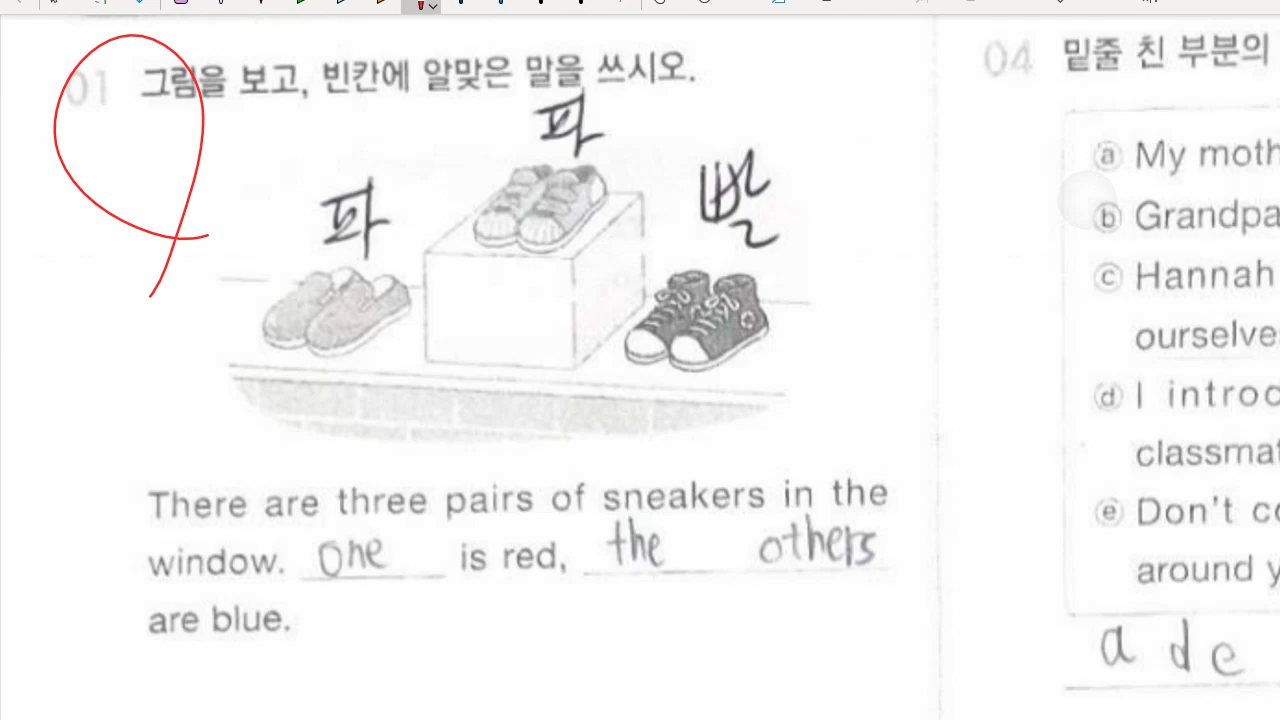 01 그림을 보고, 빈칸에 알맞은 말을 쓰시오.
파
파
빨
There are three pairs of sneakers in the
window. one is red, the others
are blue.
04 밑줄 친 부분의
ⓐ My moth
ⓑ Grandpa
ⓒ Hannah
ourselve
ⓓ I introd
classmat
ⓔ Don't co
around y
a d e